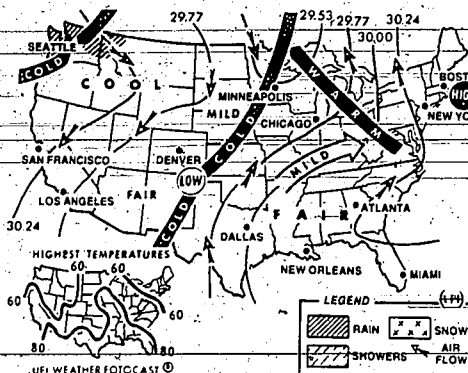 29.77
29.53 29.77 30.24
30.00
SEATTLE
COLD
COOL
MINNEAPOLIS
MILD
COLD
WARM
BOST
HIG
NEW YO
CHICAGO
SAN FRANCISCO
DENVER
LOW
MILD
LOS ANGELES
FAIR
COLD
30.24
FAIR
ATLANTA
DALLAS
NEW ORLEANS
MIAMI
HIGHEST TEMPERATURES
60 60
60 60
80 80
UPI WEATHER FOTOCAST ®
LEGEND
RAIN
SNOW
SHOWERS
AIR
FLOW